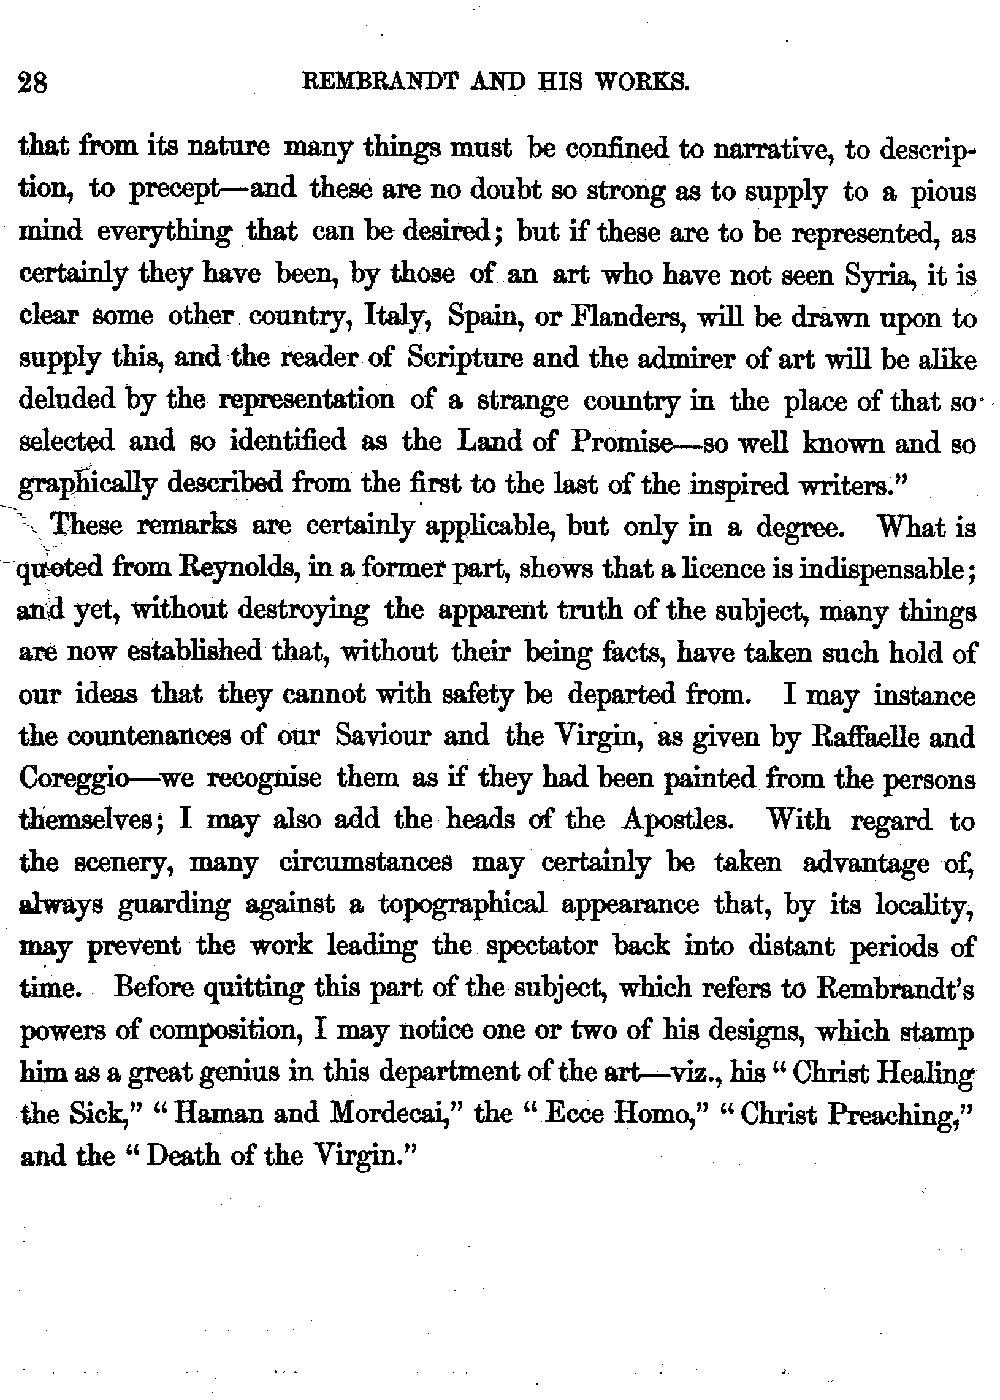 28 REMBRANDT AND HIS WORKS.
that from its nature many things must be confined to narrative, to descrip-
tion, to precept—and these are no doubt so strong as to supply to a pious
mind everything that can be desired; but if these are to be represented, as
certainly they have been, by those of an art who have not seen Syria, it is
clear some other country, Italy, Spain, or Flanders, will be drawn upon to
supply this, and the reader of Scripture and the admirer of art will be alike
deluded by the representation of a strange country in the place of that so
selected and so identified as the Land of Promise—so well known and so
graphically described from the first to the last of the inspired writers.”
These remarks are certainly applicable, but only in a degree. What is
quoted from Reynolds, in a former part, shows that a licence is indispensable;
and yet, without destroying the apparent truth of the subject, many things
are now established that, without their being facts, have taken such hold of
our ideas that they cannot with safety be departed from. I may instance
the countenances of our Saviour and the Virgin, as given by Raffaelle and
Coreggio—we recognise them as if they had been painted from the persons
themselves; I may also add the heads of the Apostles. With regard to
the scenery, many circumstances may certainly be taken advantage of,
always guarding against a topographical appearance that, by its locality,
may prevent the work leading the spectator back into distant periods of
time. Before quitting this part of the subject, which refers to Rembrandt’s
powers of composition, I may notice one or two of his designs, which stamp
him as a great genius in this department of the art—viz., his “Christ Healing
the Sick,” “Haman and Mordecai,” the “Ecce Homo,” “Christ Preaching,”
and the “Death of the Virgin.”